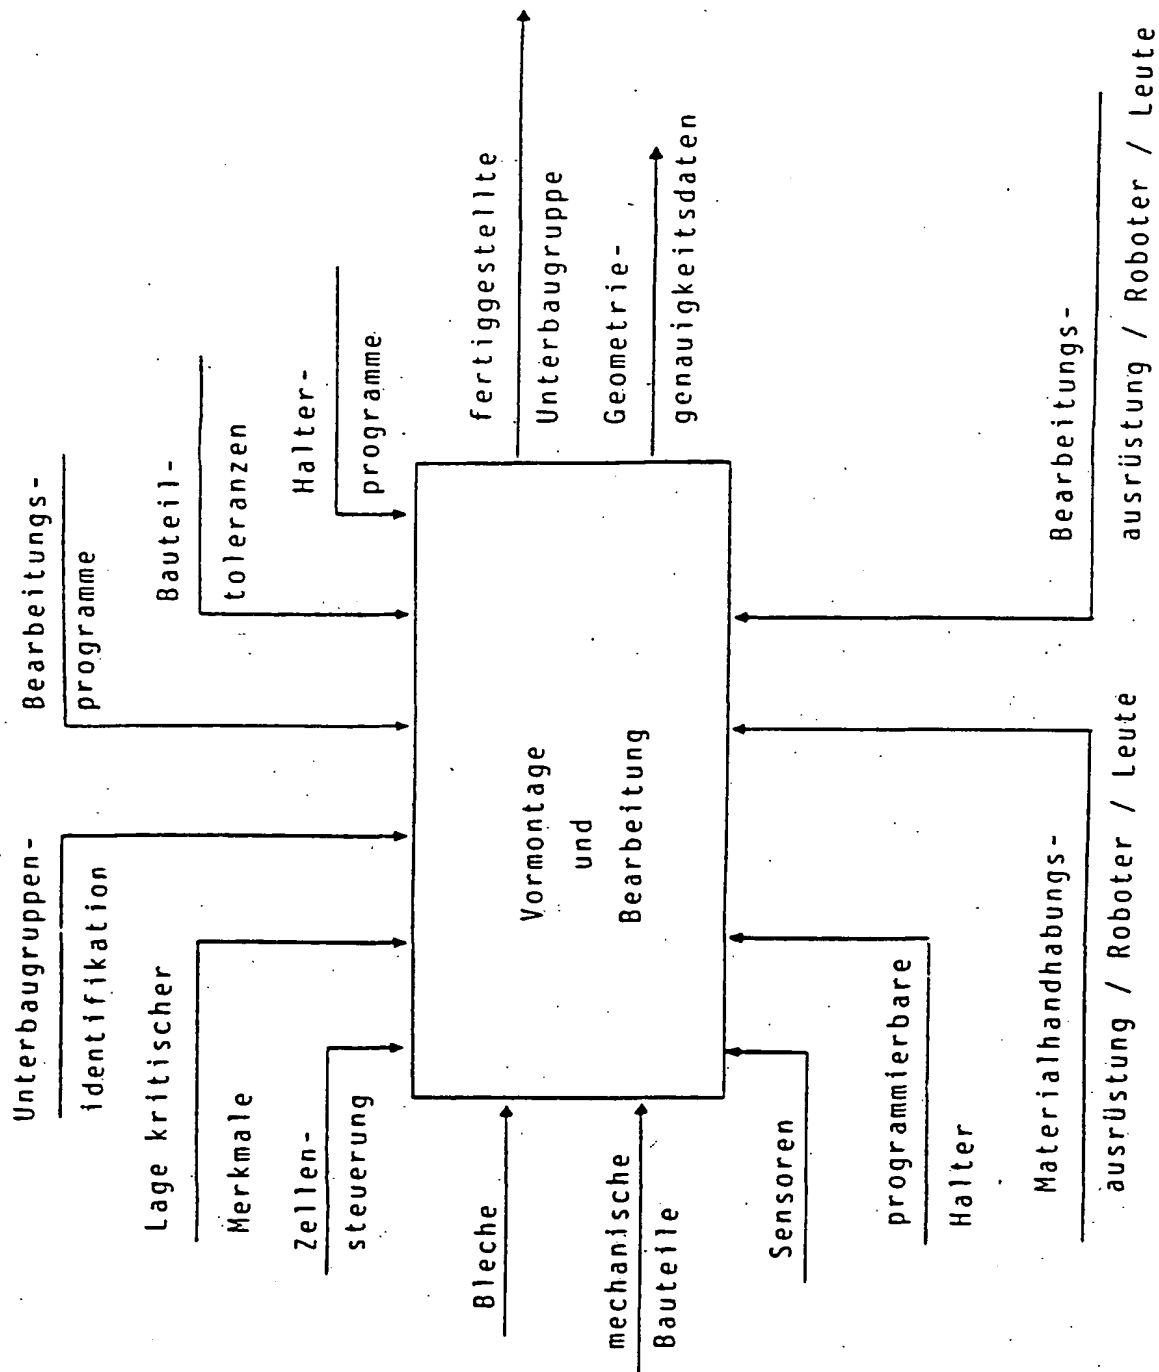 Unterbaugruppen-
identifikation
Lage kritischer
Merkmale
Zellen-
steuerung
Bearbeitungs-
programme
Bauteil-
toleranzen
Halter-
programme
Bleche
mechanische
Bauteile
Vormontage
und
Bearbeitung
fertiggestellte
Unterbaugruppe
Geometrie-
genauigkeitsdaten
Sensoren
programmierbare
Halter
Materialhandhabungs-
ausrüstung / Roboter / Leute
Bearbeitungs-
ausrüstung / Roboter / Leute